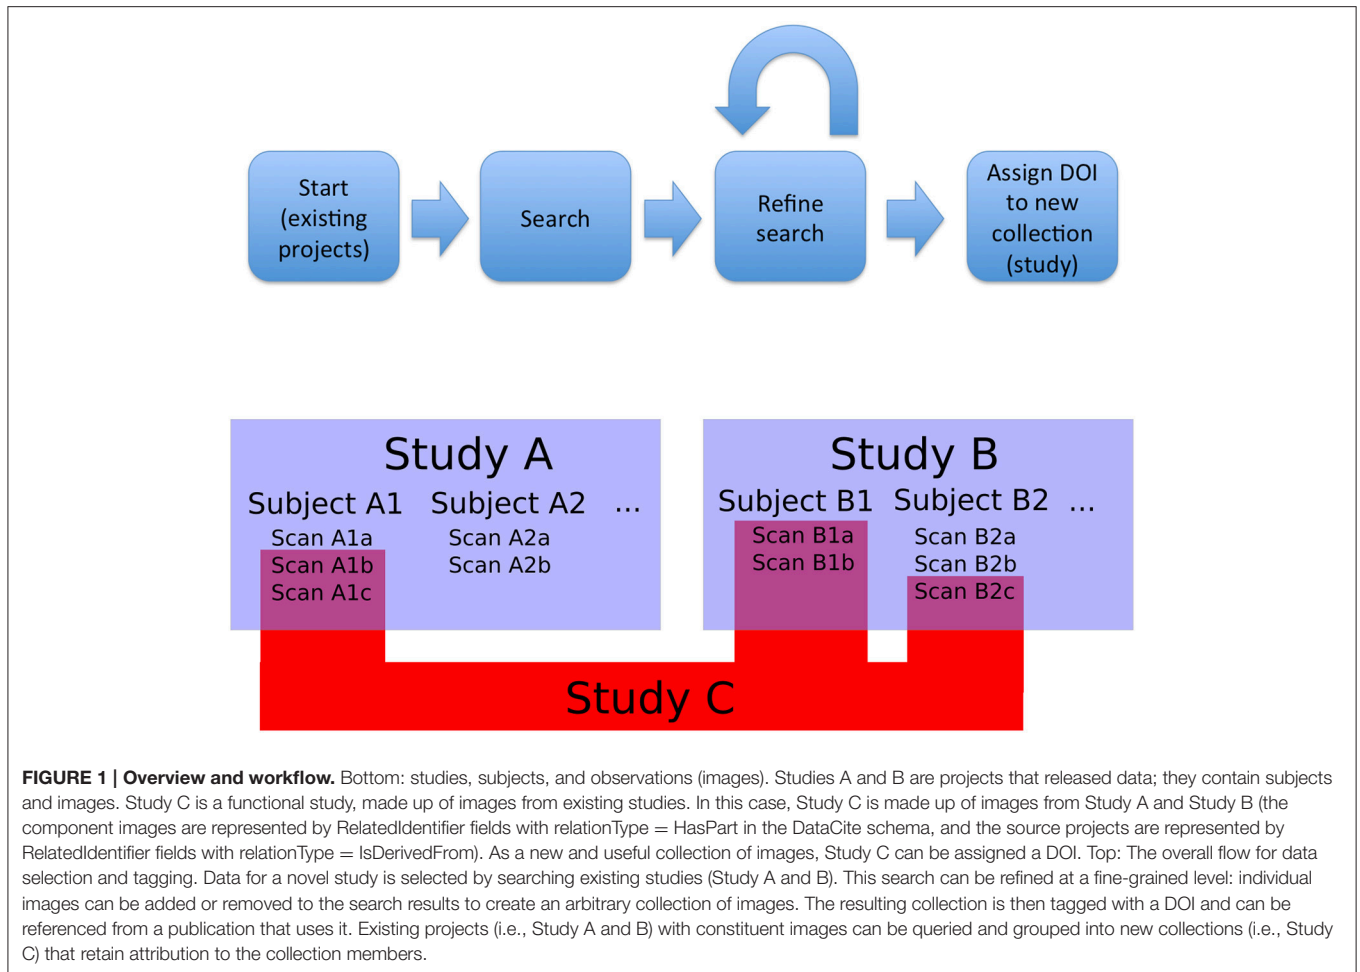 Start
(existing
projects)
Search
Refine
search
Assign DOI
to new
collection
(study)
Study A
Subject A1 Subject A2 ...
Scan A1a Scan A2a
Scan A1b Scan A2b
Scan A1c
Study B
Subject B1 Subject B2 ...
Scan B1a Scan B2a
Scan B1b Scan B2b
Scan B2c
Study C
FIGURE 1 | Overview and workflow. Bottom: studies, subjects, and observations (images). Studies A and B are projects that released data; they contain subjects
and images. Study C is a functional study, made up of images from existing studies. In this case, Study C is made up of images from Study A and Study B (the
component images are represented by RelatedIdentifier fields with relationType = HasPart in the DataCite schema, and the source projects are represented by
RelatedIdentifier fields with relationType = IsDerivedFrom). As a new and useful collection of images, Study C can be assigned a DOI. Top: The overall flow for data
selection and tagging. Data for a novel study is selected by searching existing studies (Study A and B). This search can be refined at a fine-grained level: individual
images can be added or removed to the search results to create an arbitrary collection of images. The resulting collection is then tagged with a DOI and can be
referenced from a publication that uses it. Existing projects (i.e., Study A and B) with constituent images can be queried and grouped into new collections (i.e., Study
C) that retain attribution to the collection members.